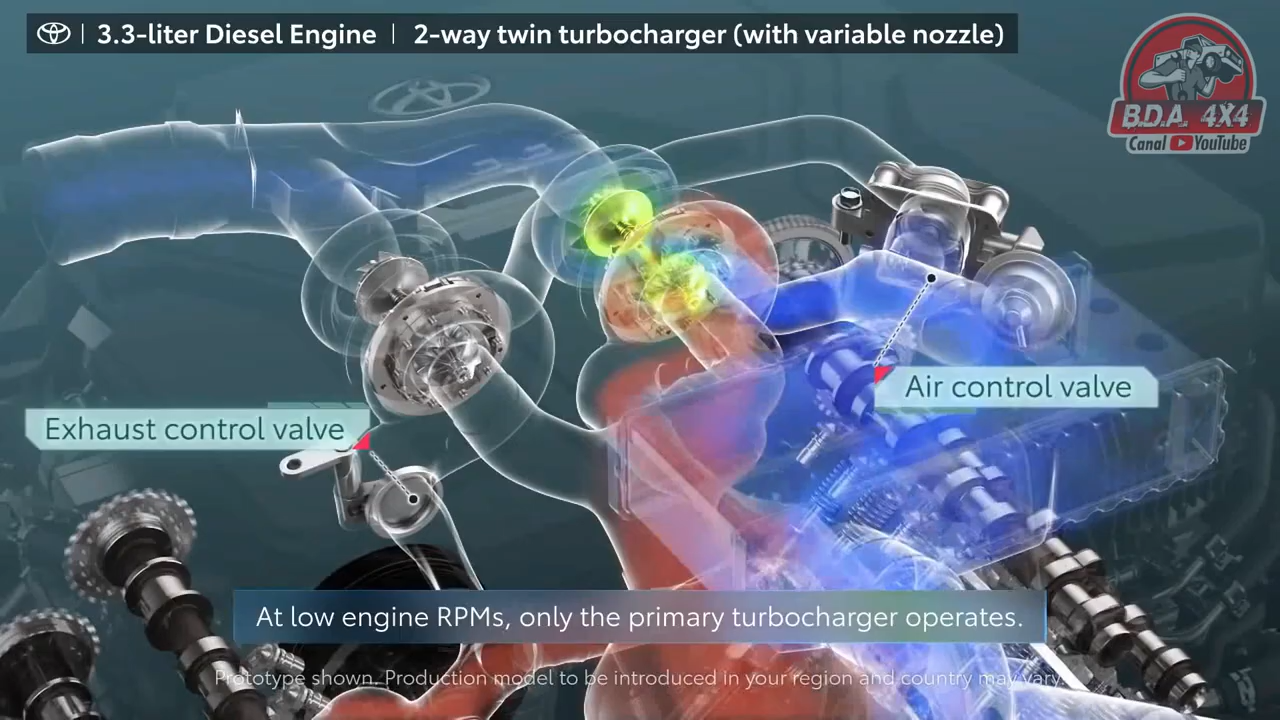 3.3-liter Diesel Engine | 2-way twin turbocharger (with variable nozzle)
B.D.A. 4X4
Canal YouTube
Air control valve
Exhaust control valve
At low engine RPMs, only the primary turbocharger operates.
Prototype shown. Production model to be introduced in your region and country may vary.